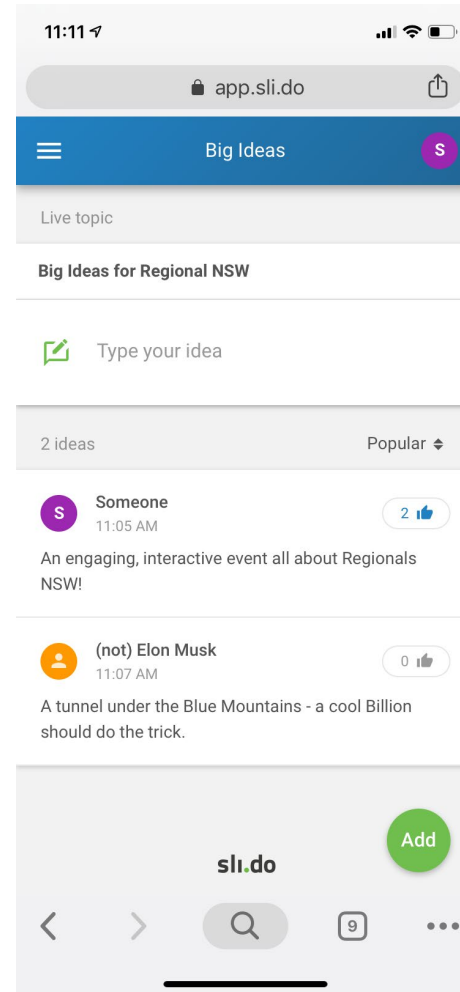 11:11
app.sli.do
Big Ideas
S
Live topic
Big Ideas for Regional NSW
Type your idea
2 ideas
Popular
S
Someone
2
11:05 AM
An engaging, interactive event all about Regionals
NSW!
(not) Elon Musk
0
11:07 AM
A tunnel under the Blue Mountains - a cool Billion
should do the trick.
Add
sli.do
9